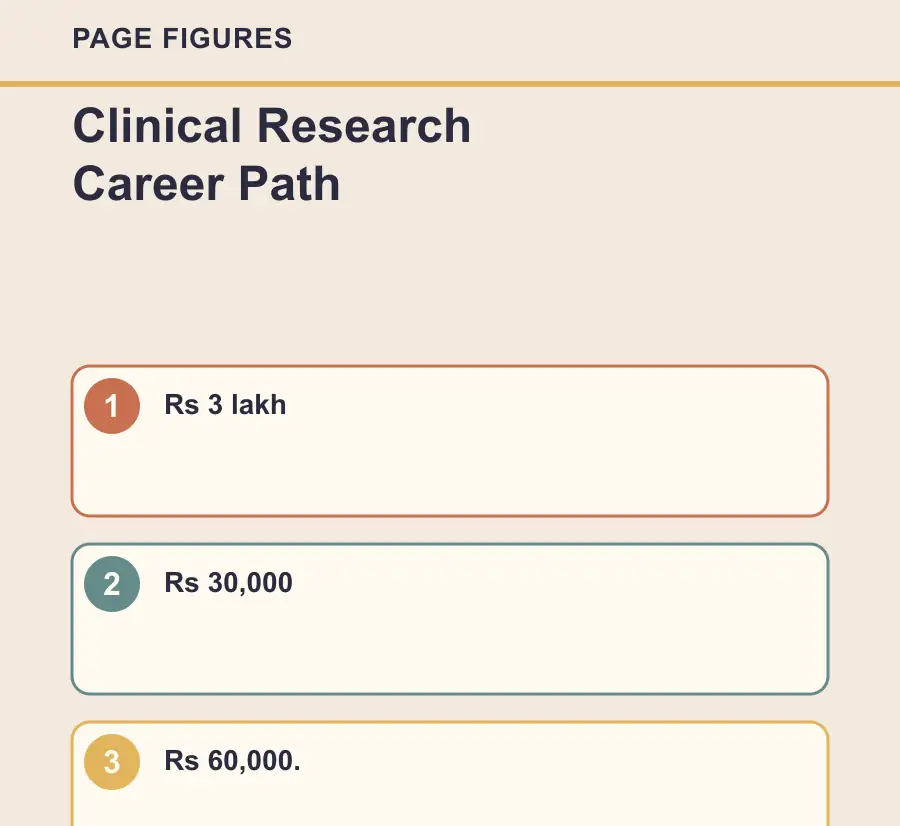 PAGE FIGURES
Clinical Research
Career Path
1 Rs 3 lakh
2 Rs 30,000
3 Rs 60,000.